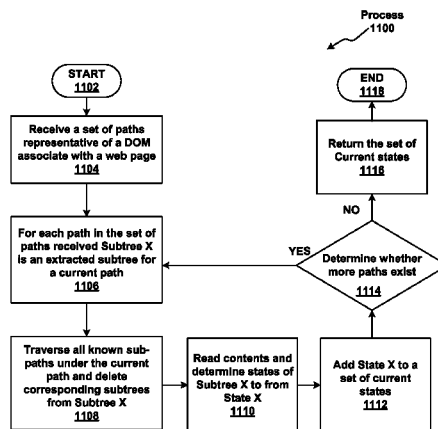 Process
1100
START
1102
Receive a set of paths
representative of a DOM
associate with a web page
1104
For each path in the set of
paths received Subtree X
is an extracted subtree for
a current path
1106
Traverse all known sub-
paths under the current
path and delete
corresponding subtrees
from Subtree X
1108
Read contents and
determine states of
Subtree X to from
State X
1110
Add State X to a
set of current
states
1112
Determine whether
more paths exist
1114
YES
NO
Return the set of
Current states
1116
END
1118